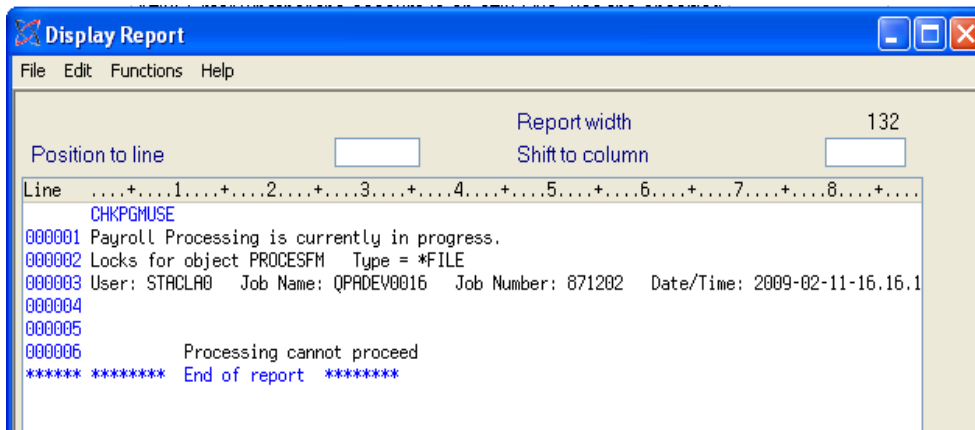 Display Report
File Edit Functions Help
Report width 132
Position to line Shift to column
Line ....+....1....+....2....+....3....+....4....+....5....+....6....+....7....+....8....+....
CHKPGMUSE
000001 Payroll Processing is currently in progress.
000002 Locks for object PROCESFM Type = *FILE
000003 User: STACLA0 Job Name: QPADEV0016 Job Number: 871202 Date/Time: 2009-02-11-16.16.1
000004
000005
000006 Processing cannot proceed
****** ******** End of report ********